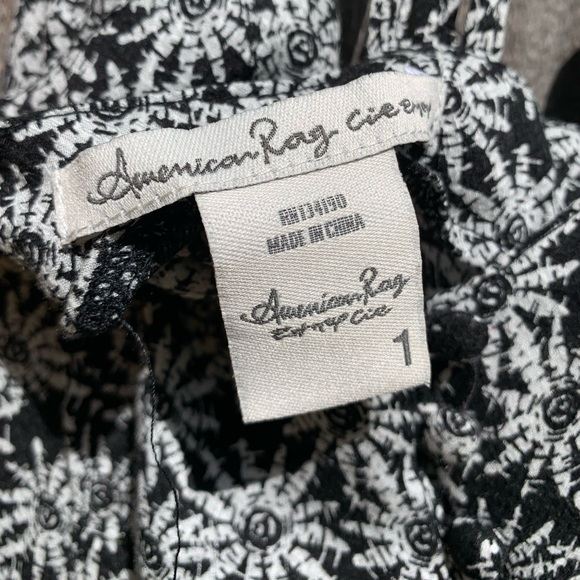 American Rag Cie
RN134190
MADE IN CHINA
American Rag
Cie
1